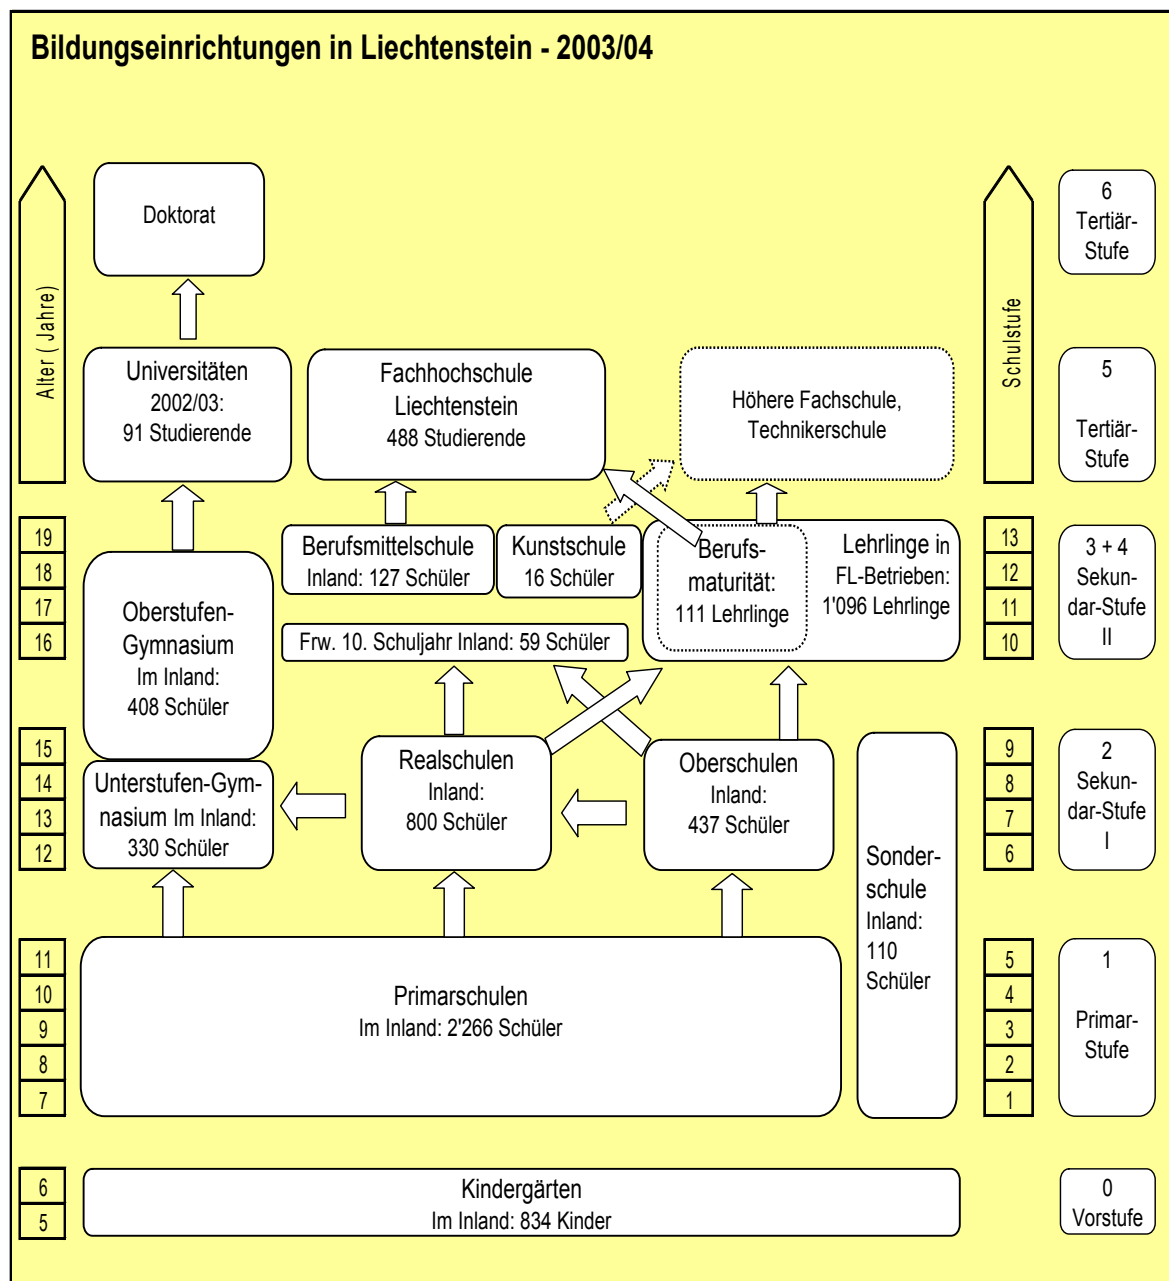 Bildungseinrichtungen in Liechtenstein - 2003/04
Alter ( Jahre)
Doktorat
Schulstufe
6
Tertiär-
Stufe
Universitäten
2002/03:
91 Studierende
Fachhochschule
Liechtenstein
488 Studierende
Höhere Fachschule,
Technikerschule
5
Tertiär-
Stufe
19
18
17
16
Oberstufen-
Gymnasium
Im Inland:
408 Schüler
Berufsmittelschule
Inland: 127 Schüler
Kunstschule
16 Schüler
Frw. 10. Schuljahr Inland: 59 Schüler
Berufs-
maturität:
111 Lehrlinge
Lehrlinge in
FL-Betrieben:
1'096 Lehrlinge
13
12
11
10
3 + 4
Sekun-
dar-Stufe
II
15
14
13
12
Unterstufen-Gym-
nasium Im Inland:
330 Schüler
Realschulen
Inland:
800 Schüler
Oberschulen
Inland:
437 Schüler
Sonder-
schule
Inland:
110
Schüler
9
8
7
6
2
Sekun-
dar-Stufe
I
11
10
9
8
7
Primarschulen
Im Inland: 2'266 Schüler
5
4
3
2
1
1
Primar-
Stufe
6
5
Kindergärten
Im Inland: 834 Kinder
0
Vorstufe